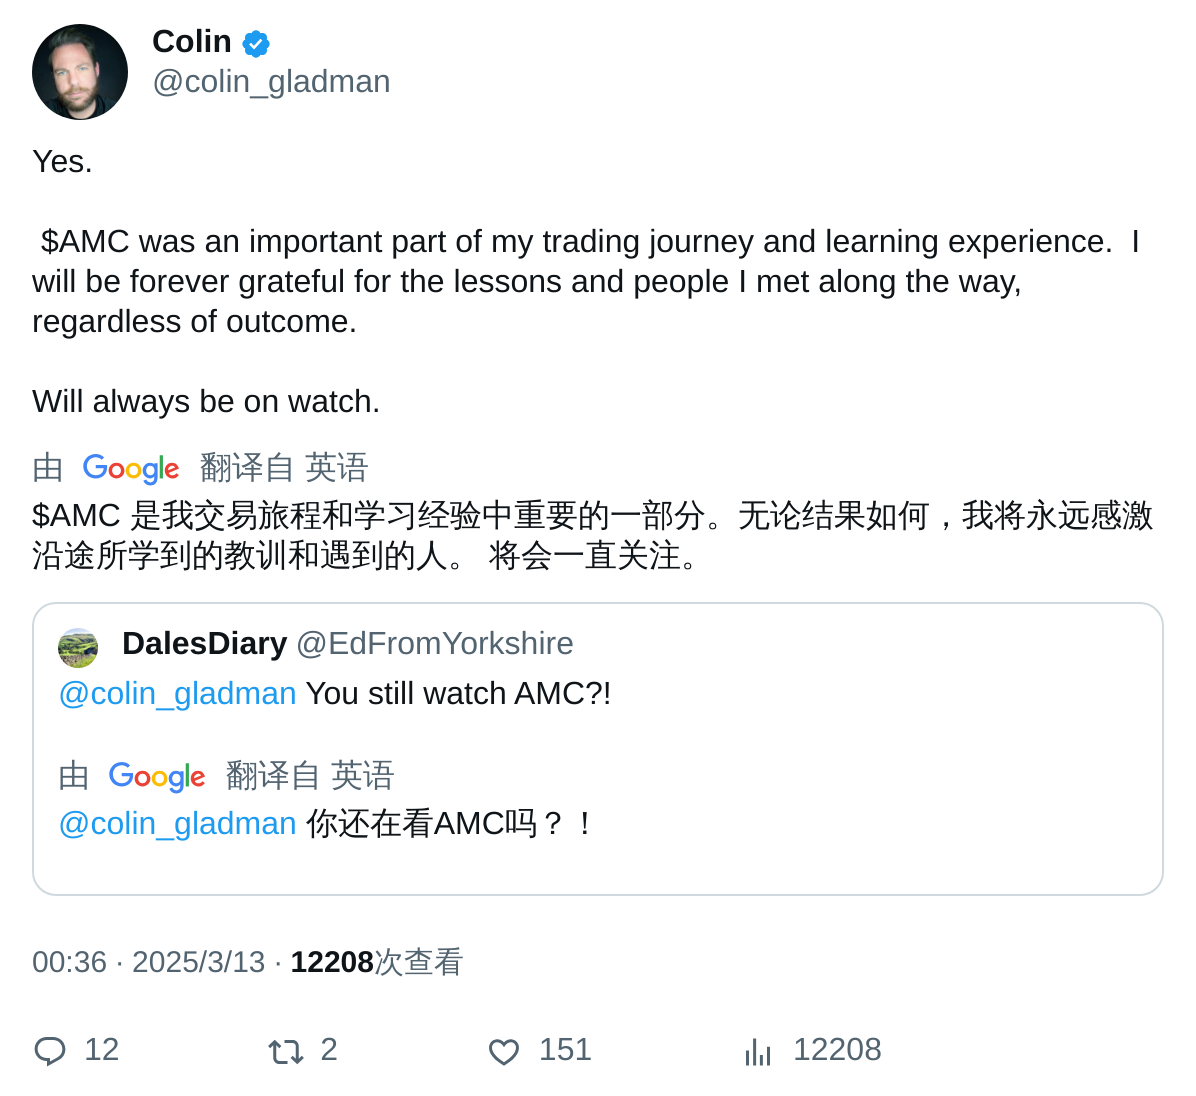 Colin
@colin_gladman
Yes.
$AMC was an important part of my trading journey and learning experience.  I
will be forever grateful for the lessons and people I met along the way,
regardless of outcome.
Will always be on watch.
由 Google 翻译自 英语
$AMC 是我交易旅程和学习经验中重要的一部分。无论结果如何，我将永远感激
沿途所学到的教训和遇到的人。 将会一直关注。
DalesDiary @EdFromYorkshire
@colin_gladman You still watch AMC?!
由 Google 翻译自 英语
@colin_gladman 你还在看AMC吗？！
00:36 · 2025/3/13 · 12208次查看
12 2 151 12208